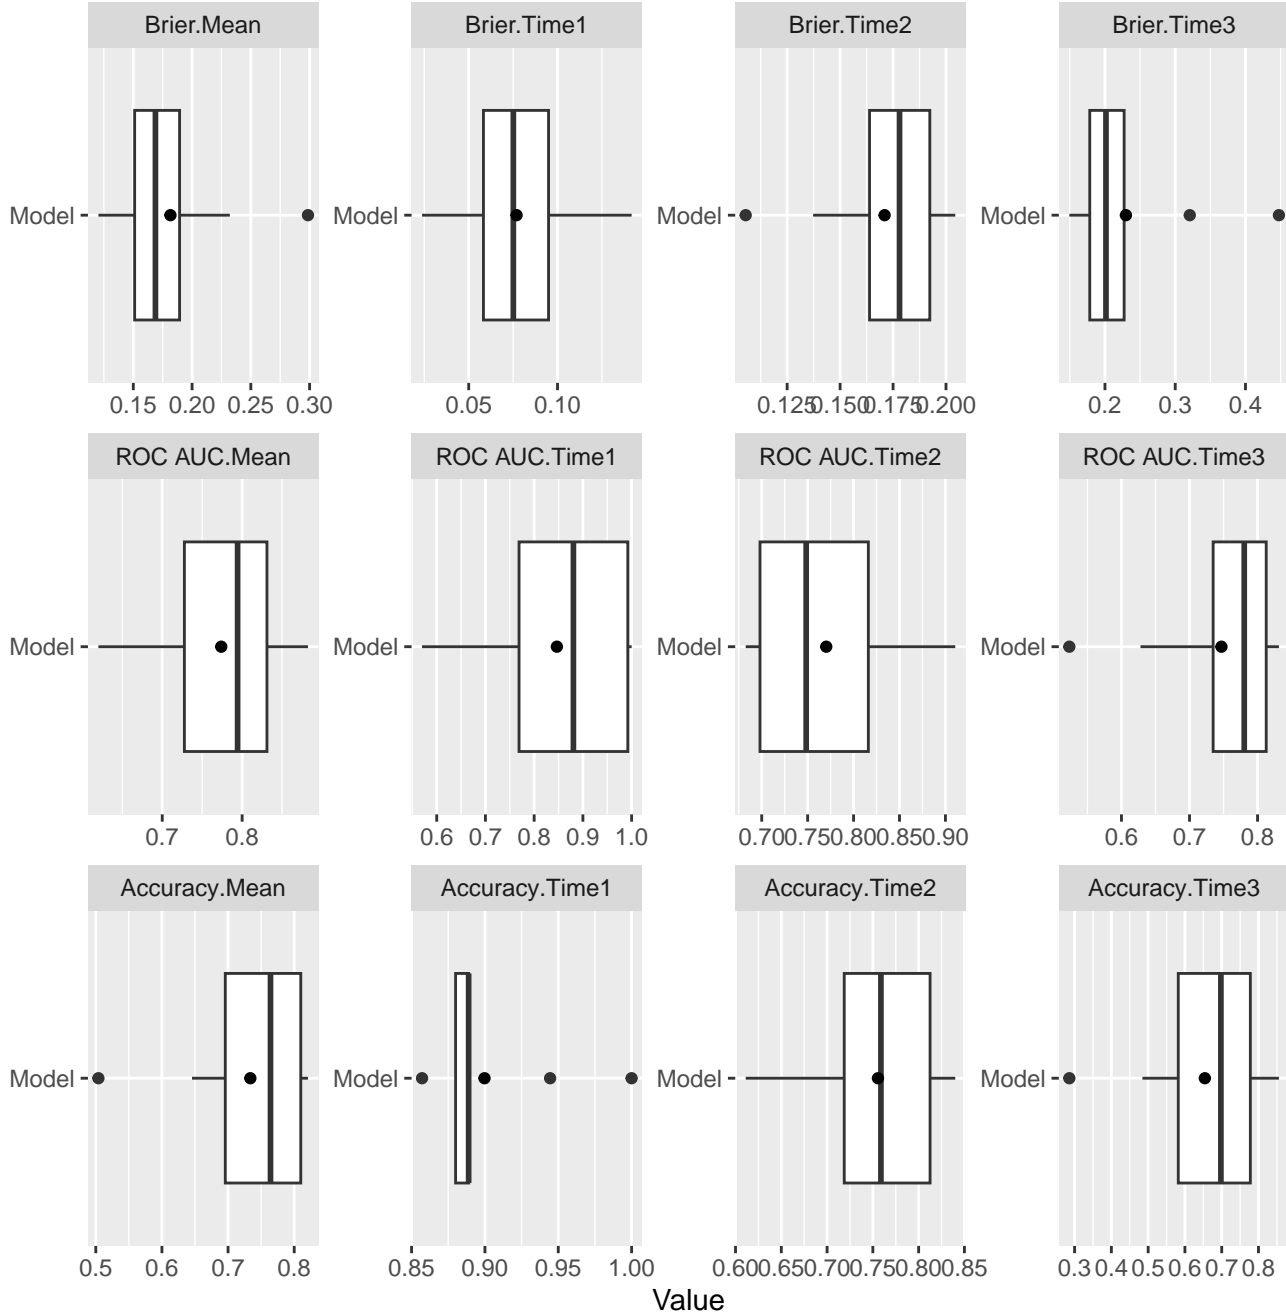 Brier.Mean Brier.Time1 Brier.Time2 Brier.Time3
Model Model Model Model
0.15 0.20 0.25 0.30 0.05 0.10 0.125 0.150 0.175 0.200 0.2 0.3 0.4
ROC AUC.Mean ROC AUC.Time1 ROC AUC.Time2 ROC AUC.Time3
Model Model Model Model
0.7 0.8 0.6 0.7 0.8 0.9 1.0 0.70 0.75 0.80 0.85 0.90 0.6 0.7 0.8
Accuracy.Mean Accuracy.Time1 Accuracy.Time2 Accuracy.Time3
Model Model Model Model
0.5 0.6 0.7 0.8 0.85 0.90 0.95 1.00 0.60 0.65 0.70 0.75 0.80 0.85 0.3 0.4 0.5 0.6 0.7 0.8
Value